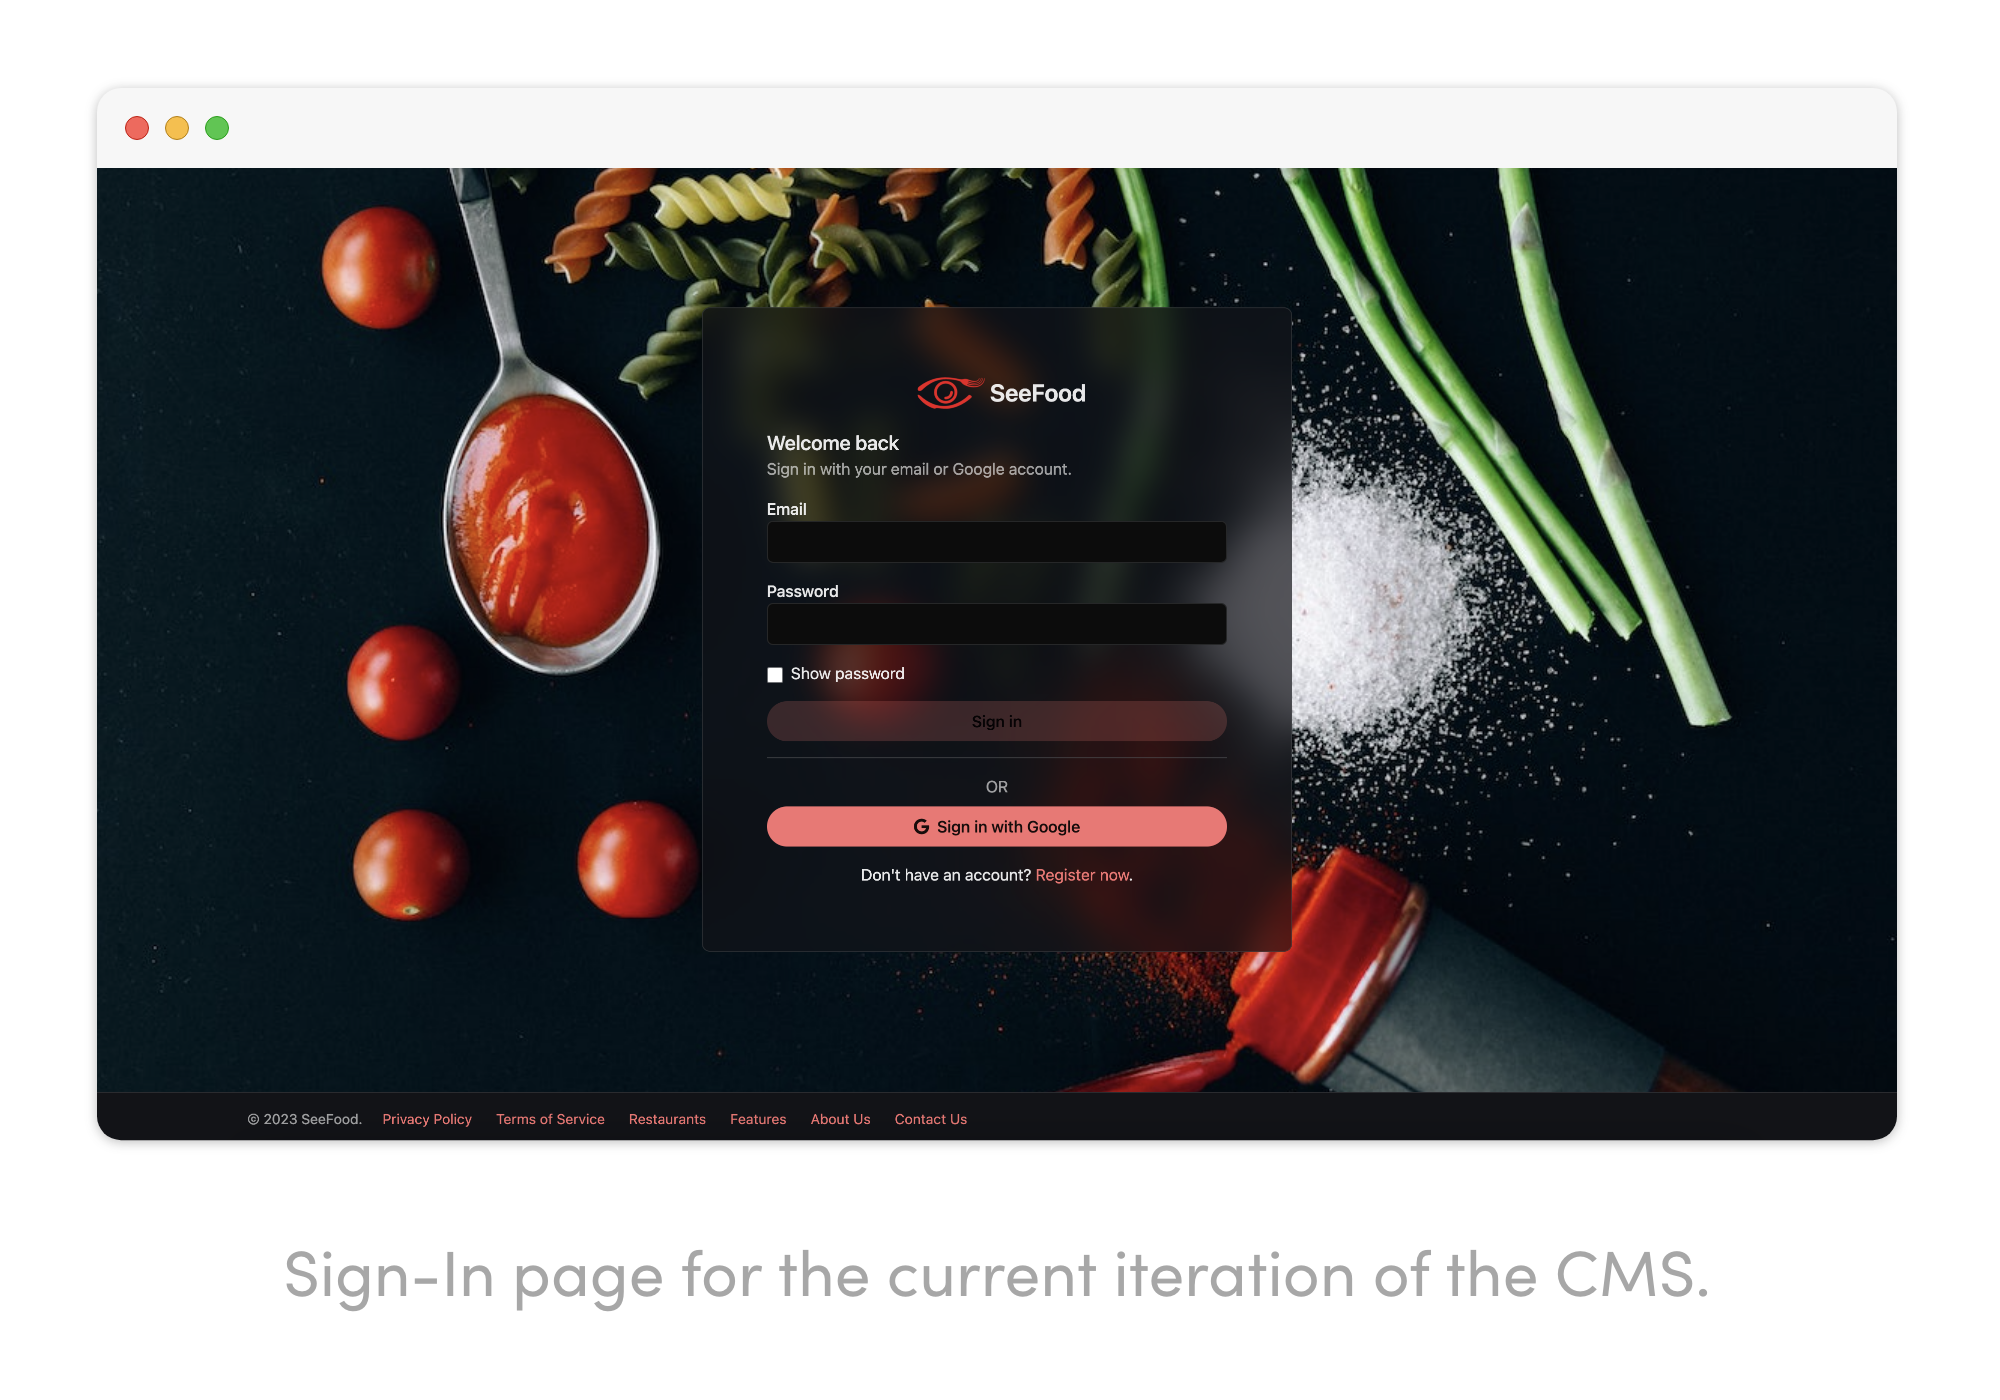 SeeFood
Welcome back
Sign in with your email or Google account.
Email
Password
Show password
Sign in
OR
Sign in with Google
Don't have an account? Register now.
© 2023 SeeFood. Privacy Policy Terms of Service Restaurants Features About Us Contact Us
Sign-In page for the current iteration of the CMS.